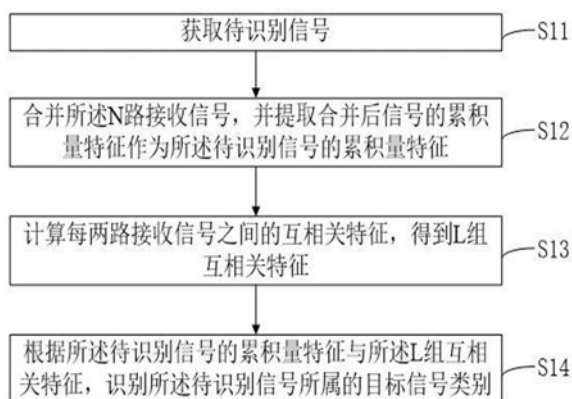 获取待识别信号
S11
合并所述N路接收信号，并提取合并后信号的累积
量特征作为所述待识别信号的累积量特征
S12
计算每两路接收信号之间的互相关特征，得到L组
互相关特征
S13
根据所述待识别信号的累积量特征与所述L组互相
关特征，识别所述待识别信号所属的目标信号类别
S14